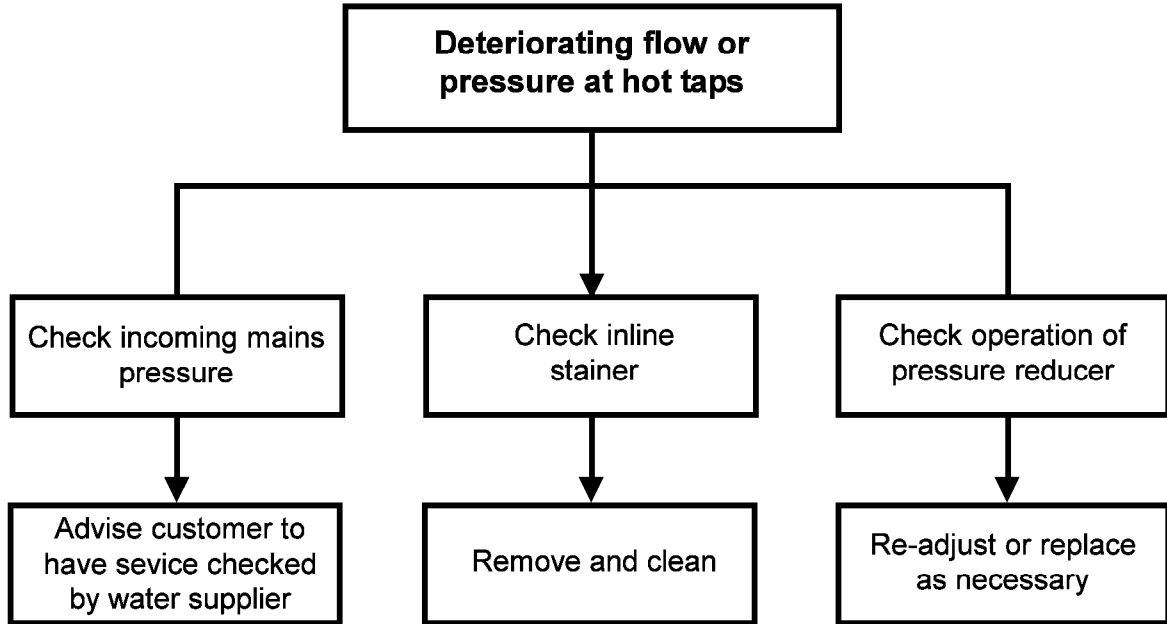 Deteriorating flow or
pressure at hot taps
Check incoming mains
pressure
Check inline
stainer
Check operation of
pressure reducer
Advise customer to
have sevice checked
by water supplier
Remove and clean
Re-adjust or replace
as necessary